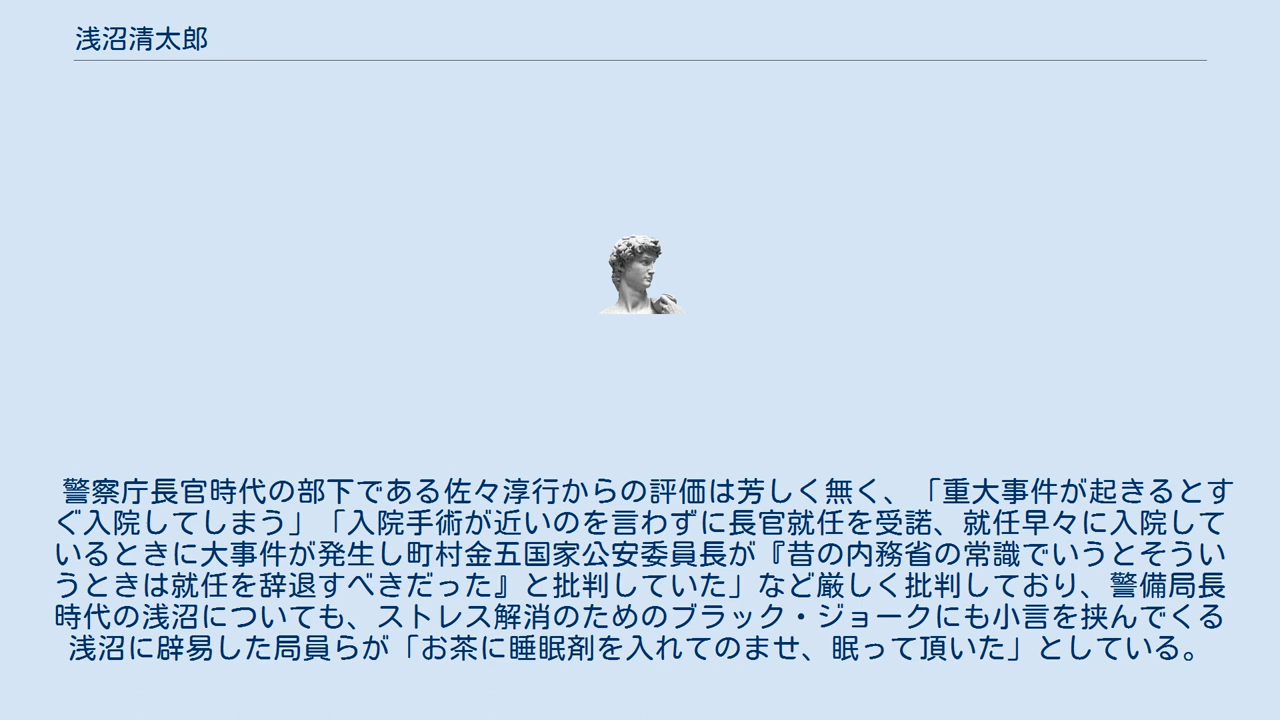 浅沼清太郎
警察庁長官時代の部下である佐々淳行からの評価は芳しく無く、「重大事件が起きるとす
ぐ入院してしまう」「入院手術が近いのを言わずに長官就任を受諾、就任早々に入院して
いるときに大事件が発生し町村金五国家公安委員長が『昔の内務省の常識でいうとそうい
うときは就任を辞退すべきだった』と批判していた」など厳しく批判しており、警備局長
時代の浅沼についても、ストレス解消のためのブラック・ジョークにも小言を挟んでくる
浅沼に辟易した局員らが「お茶に睡眠剤を入れてのませ、眠って頂いた」としている。